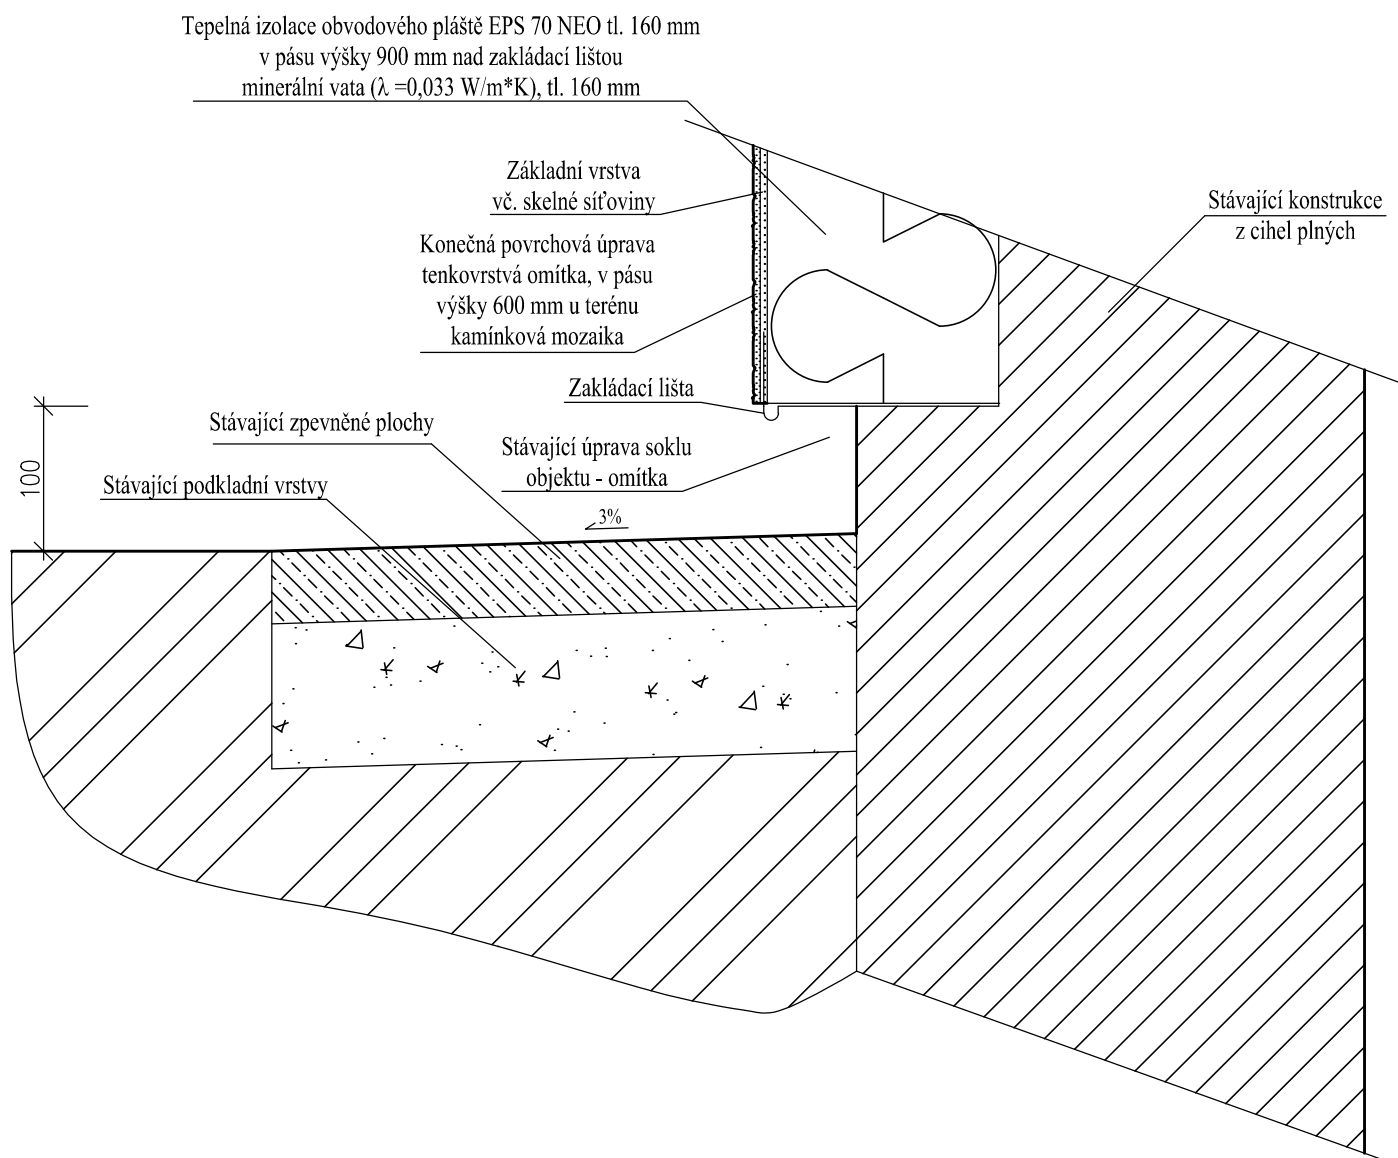 Tepelná izolace obvodového pláště EPS 70 NEO tl. 160 mm
v pásu výšky 900 mm nad zakládací lištou
minerální vata (λ =0,033 W/m*K), tl. 160 mm
Základní vrstva
vč. skelné síťoviny
Stávající konstrukce
z cihel plných
Konečná povrchová úprava
tenkovrstvá omítka, v pásu
výšky 600 mm u terénu
kamínková mozaika
Zakládací lišta
Stávající zpevněné plochy
Stávající úprava soklu
objektu - omítka
100
Stávající podkladní vrstvy
3%